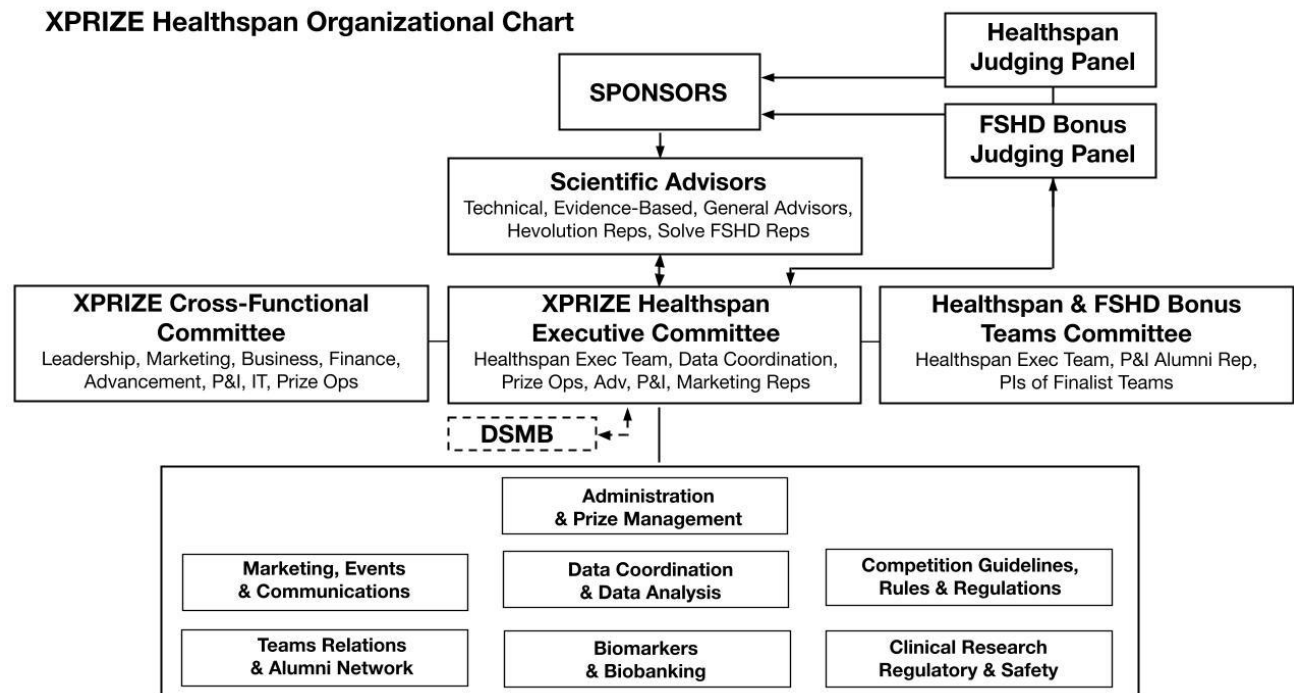 XPRIZE Healthspan Organizational Chart
Healthspan
Judging Panel
SPONSORS
FSHD Bonus
Judging Panel
Scientific Advisors
Technical, Evidence-Based, General Advisors,
Hevolution Reps, Solve FSHD Reps
XPRIZE Cross-Functional
Committee
Leadership, Marketing, Business, Finance,
Advancement, P&I, IT, Prize Ops
XPRIZE Healthspan
Executive Committee
Healthspan Exec Team, Data Coordination,
Prize Ops, Adv, P&I, Marketing Reps
Healthspan & FSHD Bonus
Teams Committee
Healthspan Exec Team, P&I Alumni Rep,
PIs of Finalist Teams
DSMB
Administration
& Prize Management
Marketing, Events
& Communications
Data Coordination
& Data Analysis
Competition Guidelines,
Rules & Regulations
Teams Relations
& Alumni Network
Biomarkers
& Biobanking
Clinical Research
Regulatory & Safety